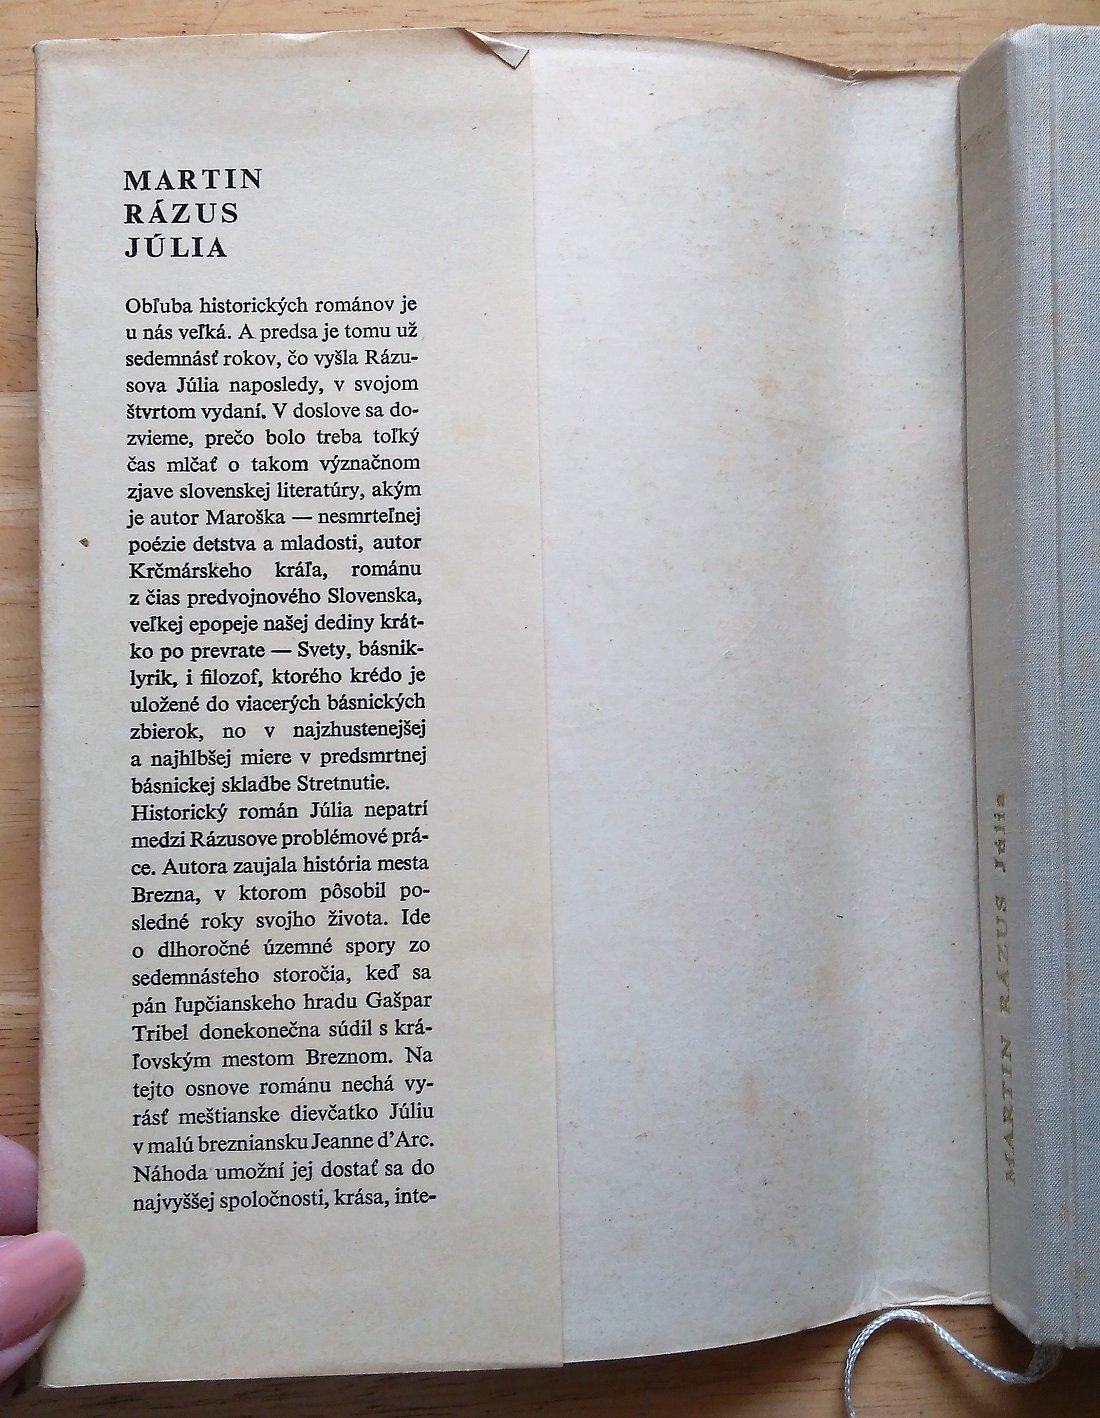 MARTIN
RÁZUS
JÚLIA
Obľuba historických románov je
u nás veľká. A predsa je tomu už
sedemnásť rokov, čo vyšla Rázu-
sova Júlia naposledy, v svojom
štvrtom vydaní. V doslove sa do-
zvieme, prečo bolo treba toľký
čas mlčať o takom význačnom
zjave slovenskej literatúry, akým
je autor Maroška — nesmrteľnej
poézie detstva a mladosti, autor
Krčmárskeho kráľa, románu
z čias predvojnového Slovenska,
veľkej epopeje našej dediny krát-
ko po prevrate — Svety, básnik-
lyrik, i filozof, ktorého krédo je
uložené do viacerých básnických
zbierok, no v najzhustenejšej
a najhlbšej miere v predsmrtnej
básnickej skladbe Stretnutie.
Historický román Júlia nepatrí
medzi Rázusove problémové prá-
ce. Autora zaujala história mesta
Brezna, v ktorom pôsobil po-
sledné roky svojho života. Ide
o dlhoročné územné spory zo
sedemnásteho storočia, keď sa
pán ľupčianskeho hradu Gašpar
Tribel donekonečna súdil s krá-
ľovským mestom Breznom. Na
tejto osnove románu nechá vy-
rásť meštianske dievčatko Júliu
v malú brezniansku Jeanne d'Arc.
Náhoda umožní jej dostať sa do
najvyššej spoločnosti, krása, inte-
MARTIN RÁZUS Júlia